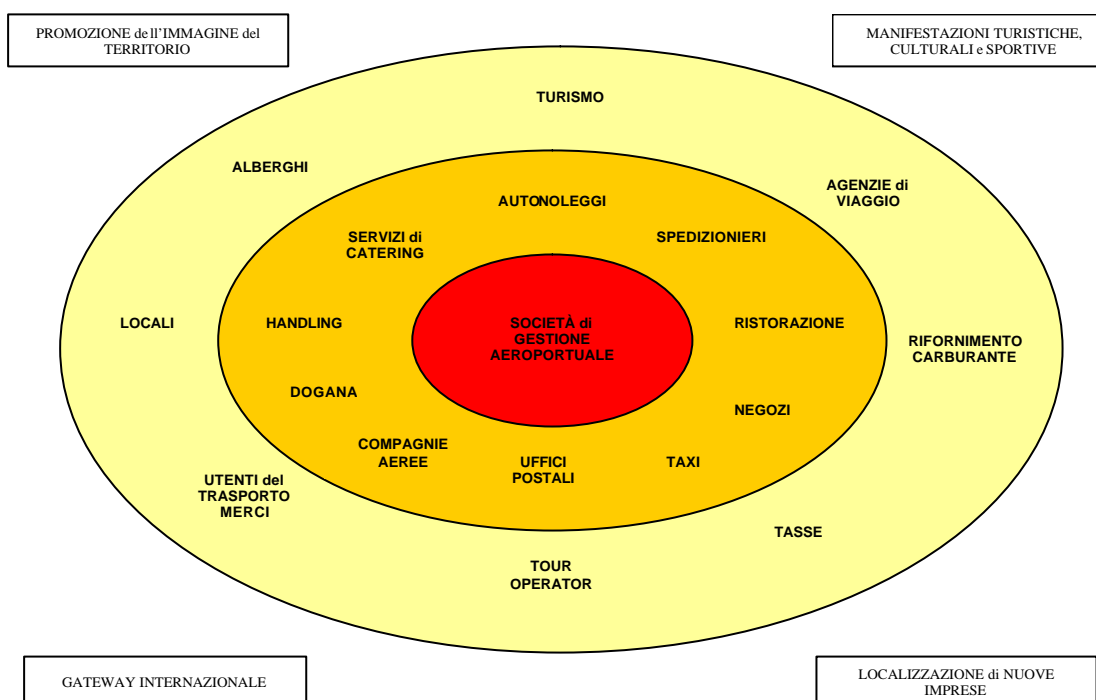 PROMOZIONE dell'IMMAGINE del
TERRITORIO
MANIFESTAZIONI TURISTICHE,
CULTURALI e SPORTIVE
TURISMO
ALBERGHI
AGENZIE di
VIAGGIO
AUTONOLEGGI
SERVIZI di
CATERING
SPEDIZIONIERI
LOCALI
HANDLING
SOCIETÀ di
GESTIONE
AEROPORTUALE
RISTORAZIONE
RIFORNIMENTO
CARBURANTE
DOGANA
NEGOZI
COMPAGNIE
AEREE
UFFICI
POSTALI
TAXI
UTENTI del
TRASPORTO
MERCI
TASSE
TOUR
OPERATOR
GATEWAY INTERNAZIONALE
LOCALIZZAZIONE di NUOVE
IMPRESE